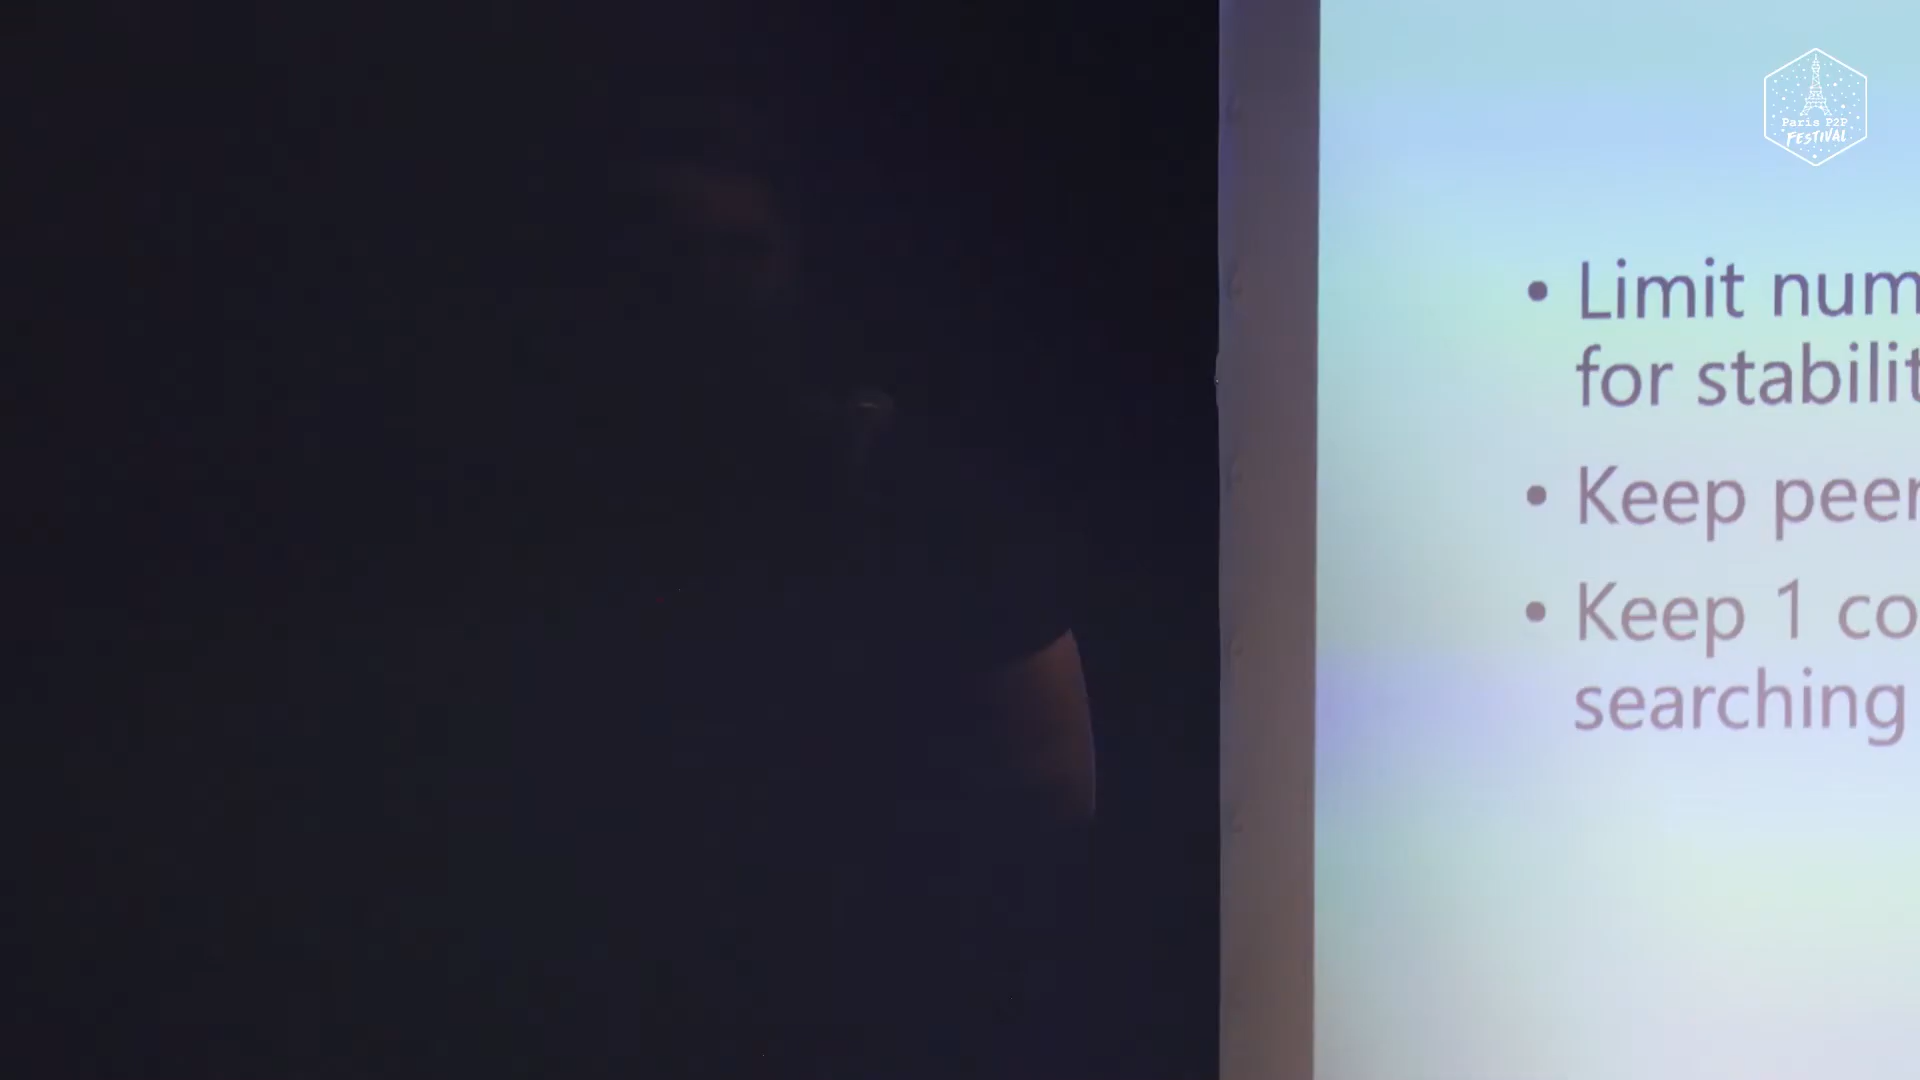 Paris P2P
FESTIVAL
• Limit num
for stabilit
• Keep peer
• Keep 1 co
searching